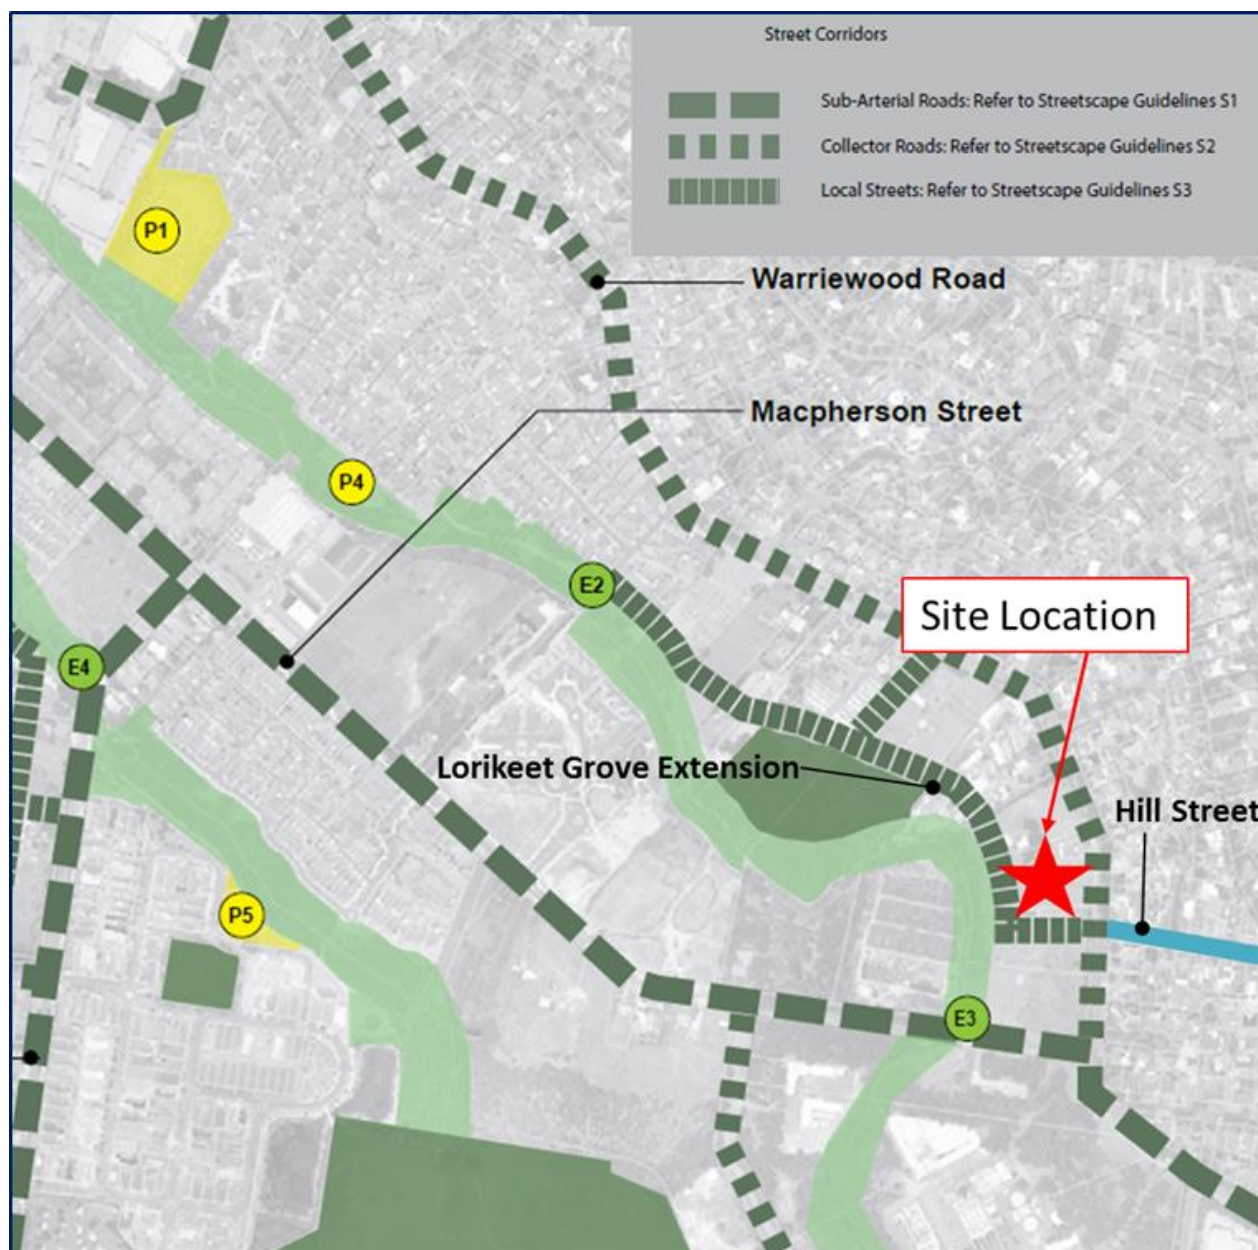 Street Corridors
Sub-Arterial Roads: Refer to Streetscape Guidelines S1
Collector Roads: Refer to Streetscape Guidelines S2
Local Streets: Refer to Streetscape Guidelines S3
P1
Warriewood Road
Macpherson Street
P4
E2
Site Location
E4
Lorikeet Grove Extension
Hill Street
P5
E3